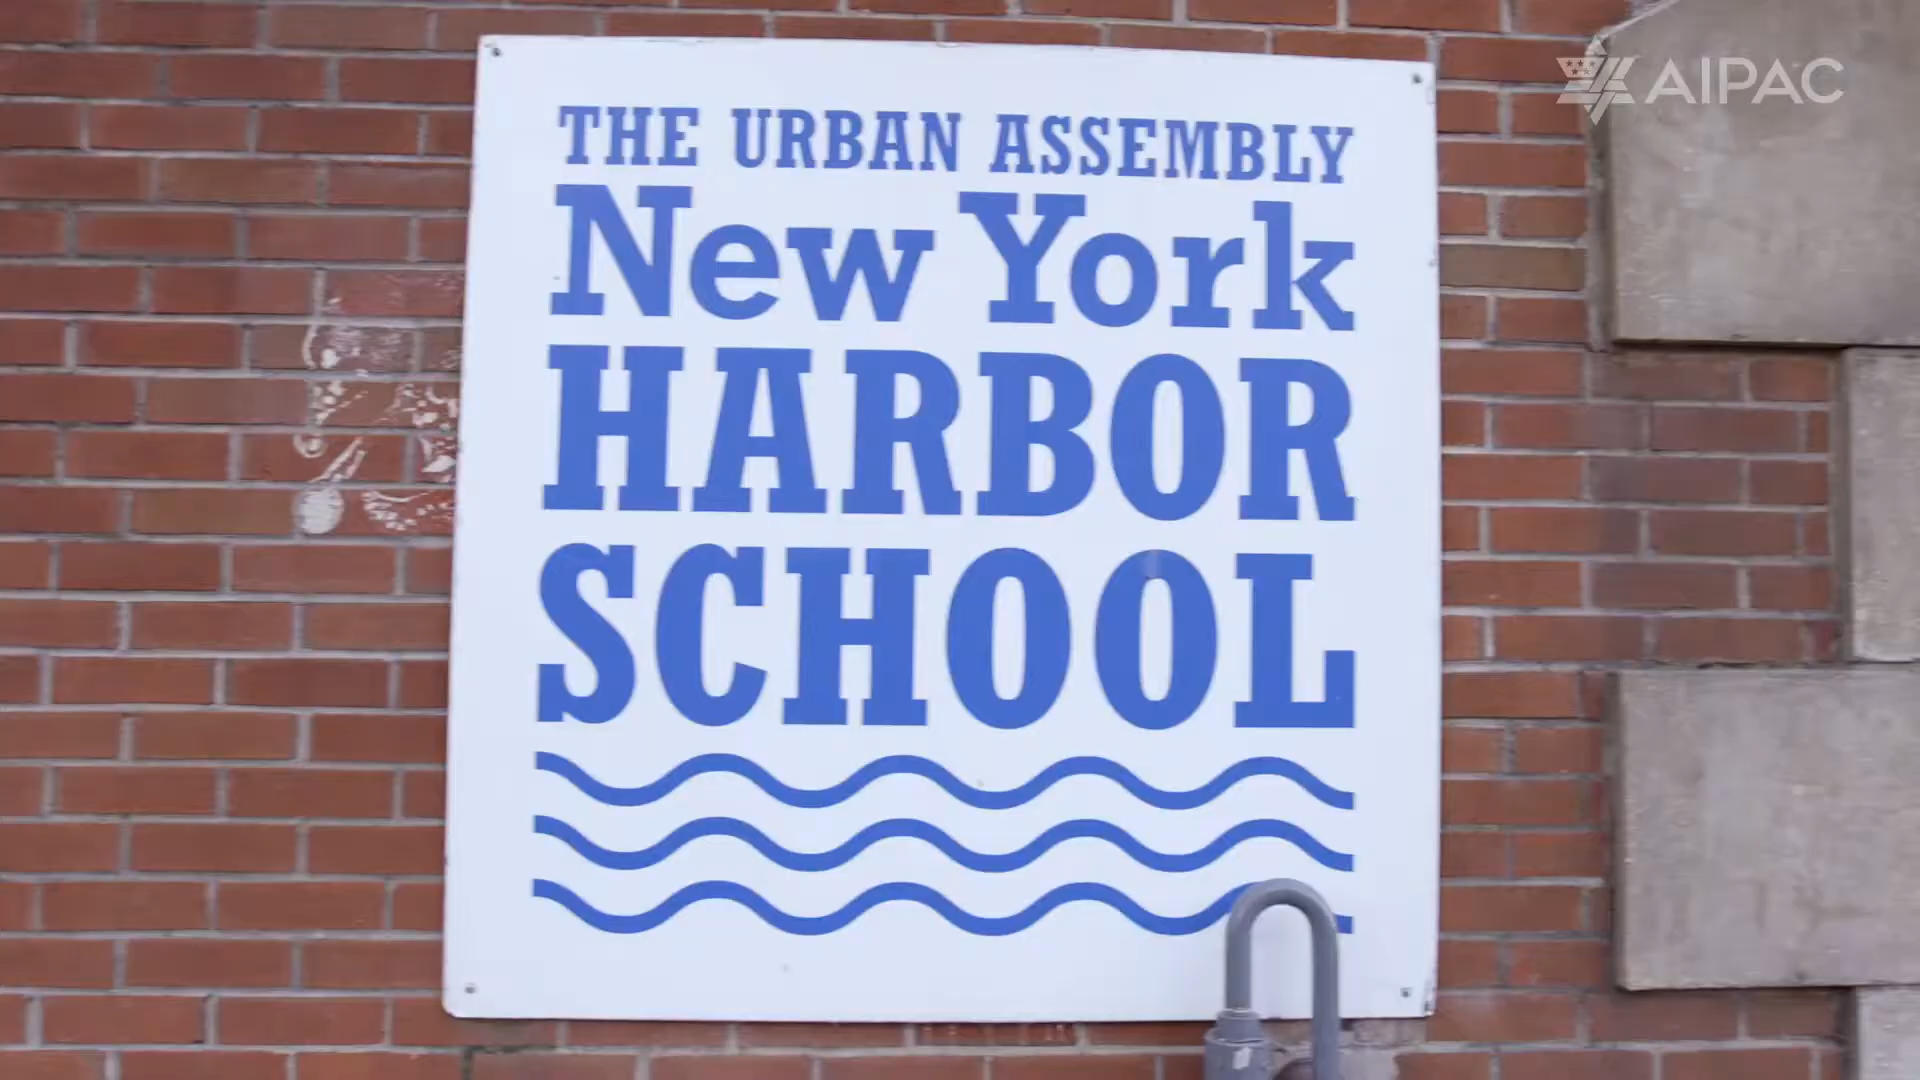 AIPAC
THE URBAN ASSEMBLY
New York
HARBOR
SCHOOL